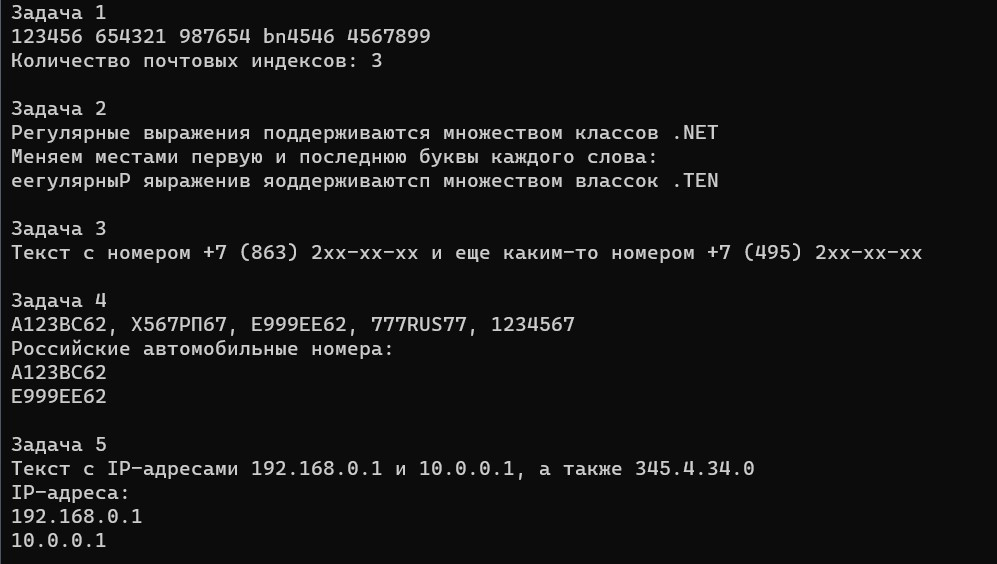 Задача 1
123456 654321 987654 bn4546 4567899
Количество почтовых индексов: 3
Задача 2
Регулярные выражения поддерживаются множеством классов .NET
Меняем местами первую и последнюю буквы каждого слова:
еегулярныР яыраженив яоддерживаютсп множеством влассок .TEN
Задача 3
Текст с номером +7 (863) 2xx-xx-xx и еще каким-то номером +7 (495) 2xx-xx-xx
Задача 4
А123ВС62, Х567РП67, Е999ЕЕ62, 777RUS77, 1234567
Российские автомобильные номера:
А123ВС62
Е999ЕЕ62
Задача 5
Текст с IP-адресами 192.168.0.1 и 10.0.0.1, а также 345.4.34.0
IP-адреса:
192.168.0.1
10.0.0.1